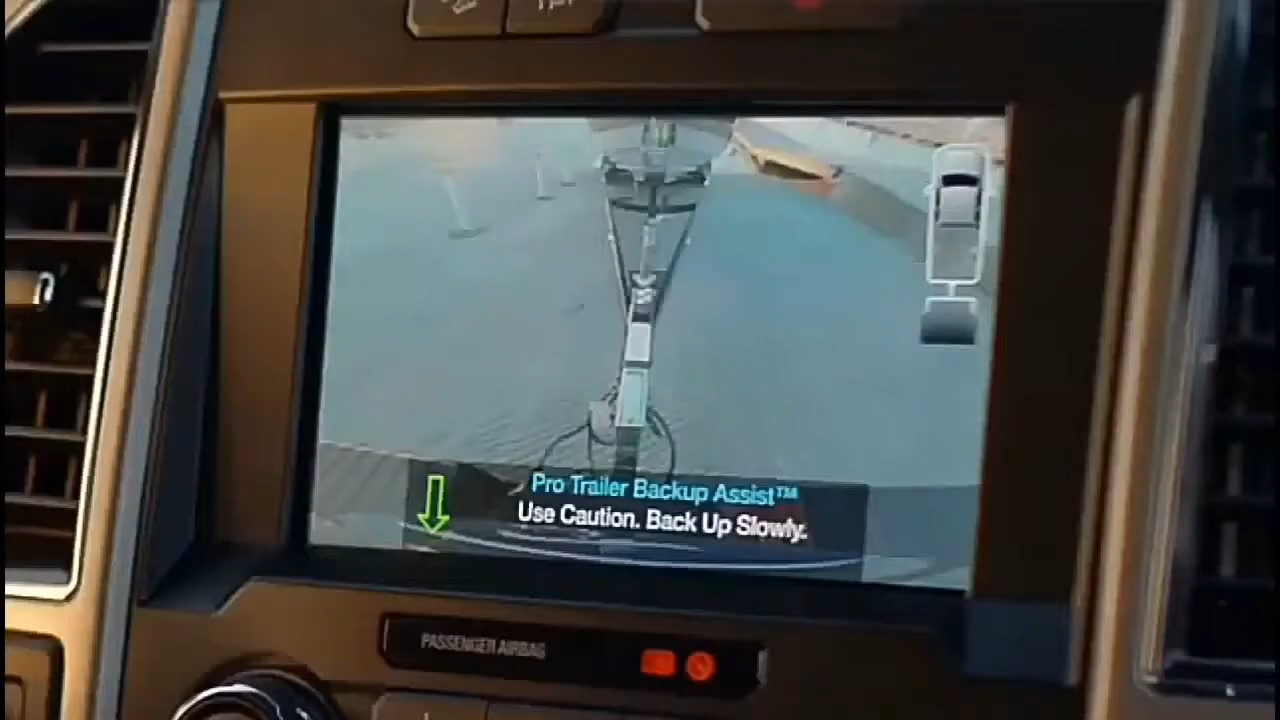 Pro Trailer Backup Assist™
Use Caution. Back Up Slowly.
PASSENGER AIRBAG